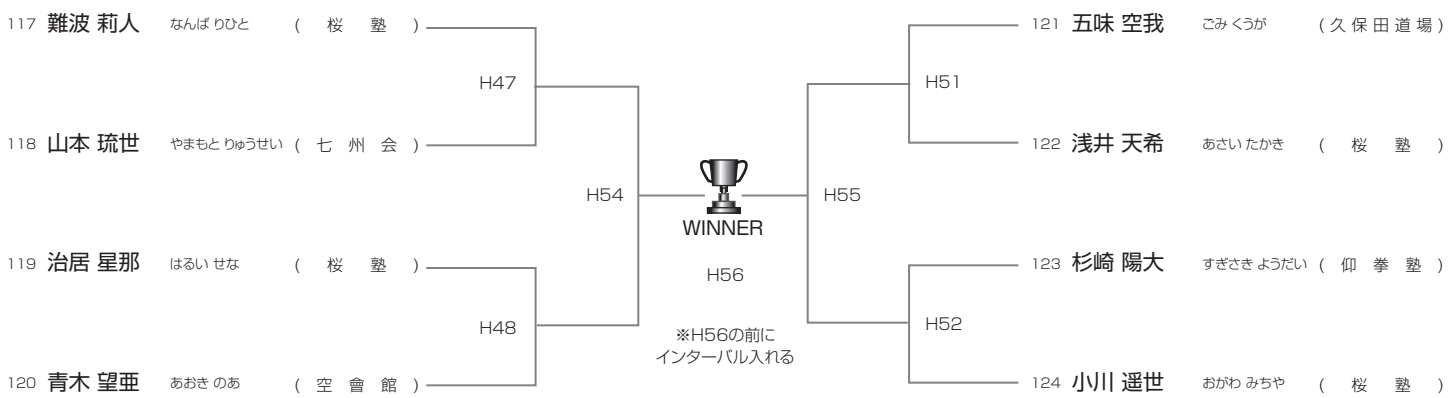 117 難波 莉人 なんば りひと ( 桜 塾 )
H47
118 山本 琉世 やまもと りゅうせい ( 七 州 会 )
H54
119 治居 星那 はるい せな ( 桜 塾 )
H48
120 青木 望亜 あおき のあ ( 空 會 館 )
WINNER
H56
※H56の前に
インターバル入れる
121 五味 空我 ごみ くうが ( 久 保 田 道 場 )
H51
122 浅井 天希 あさい たかき ( 桜 塾 )
H55
123 杉崎 陽大 すぎさき ようだい ( 仰 拳 塾 )
H52
124 小川 遥世 おがわ みちや ( 桜 塾 )